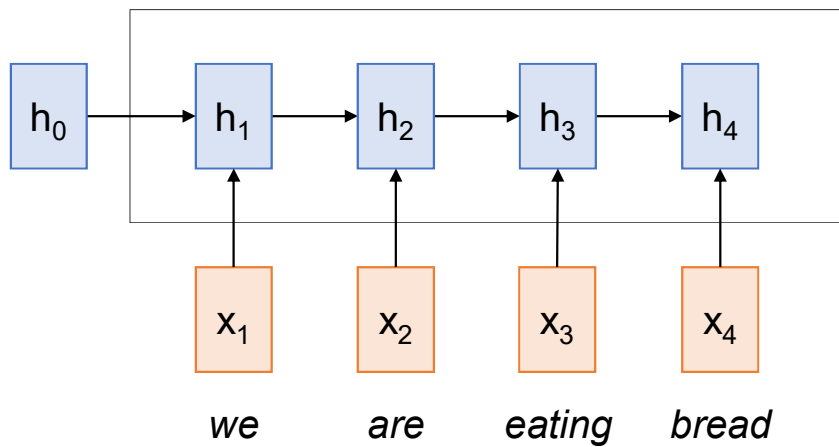 h₀ h₁ h₂ h₃ h₄
x₁ x₂ x₃ x₄
we are eating bread